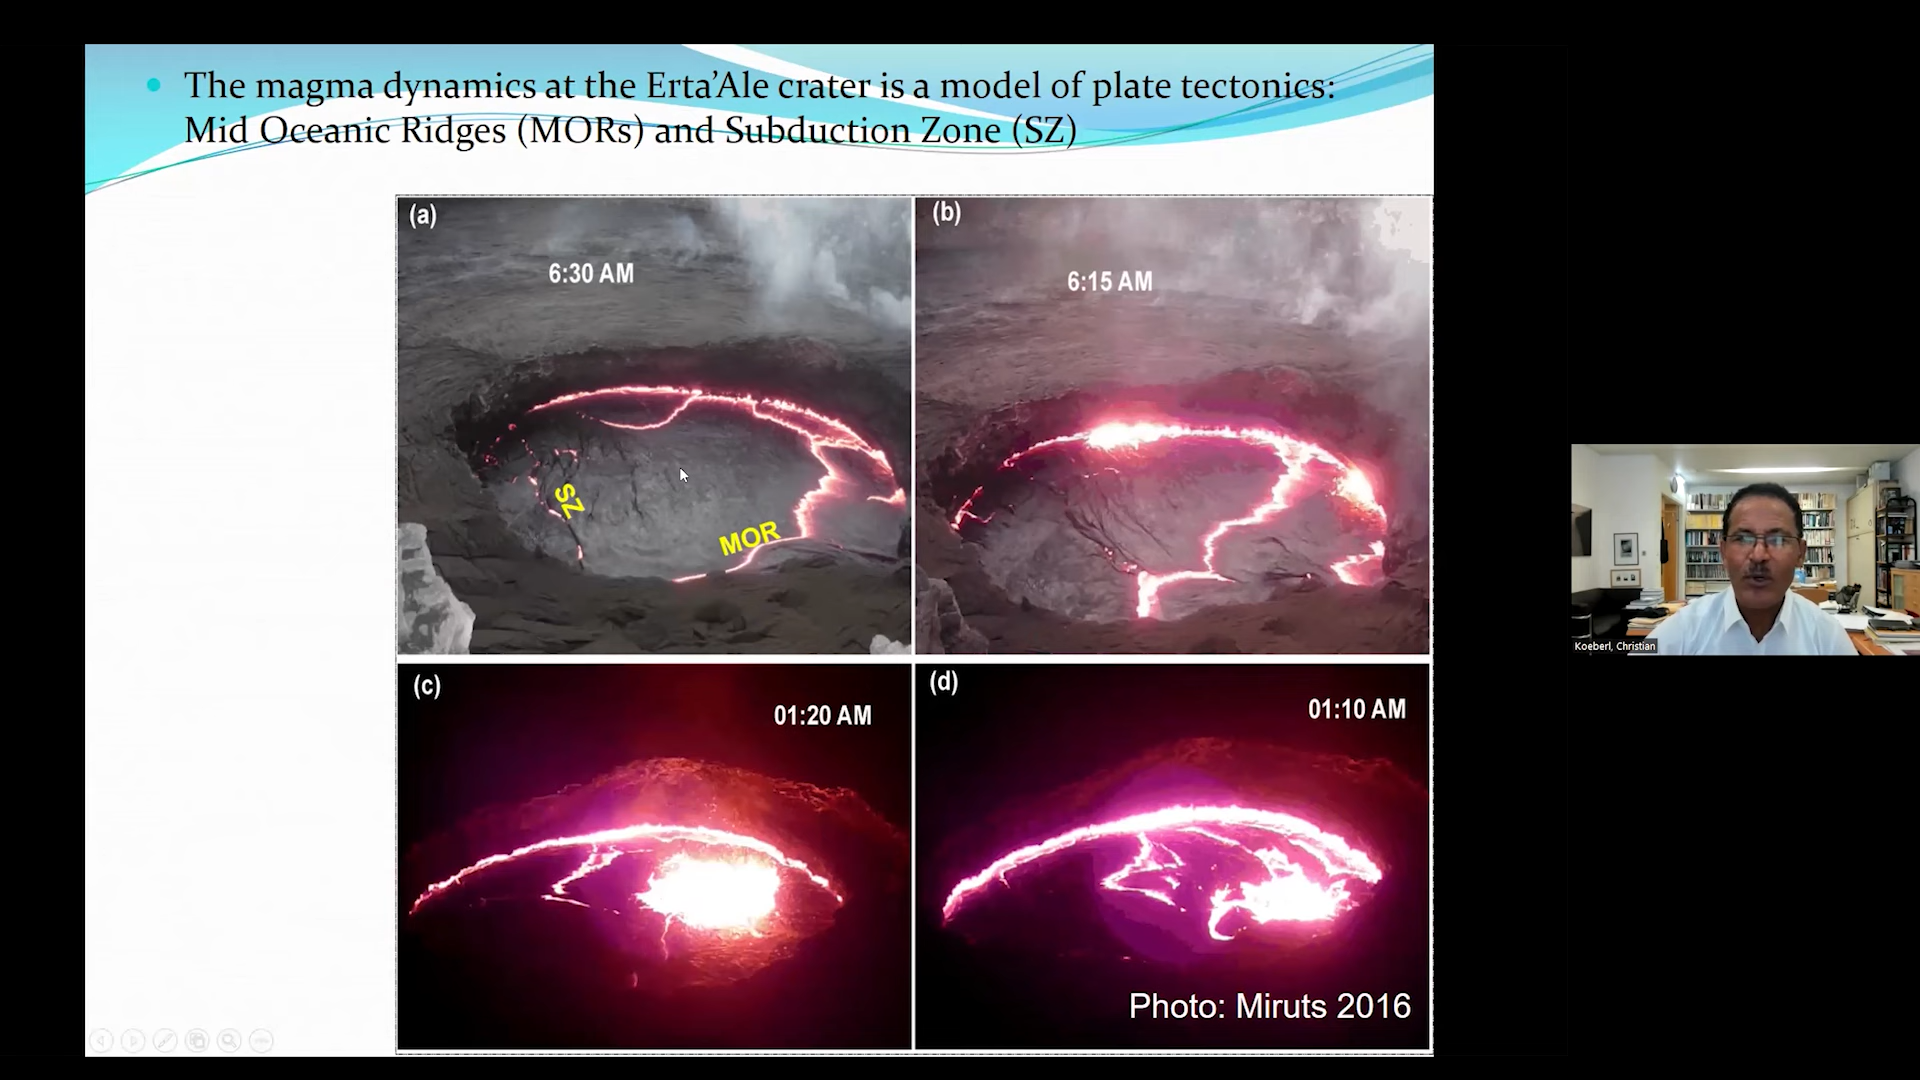 The magma dynamics at the Erta’Ale crater is a model of plate tectonics:
Mid Oceanic Ridges (MORs) and Subduction Zone (SZ)
(a)
6:30 AM
SZ
MOR
(b)
6:15 AM
(c)
01:20 AM
(d)
01:10 AM
Photo: Miruts 2016
Koeberl, Christian